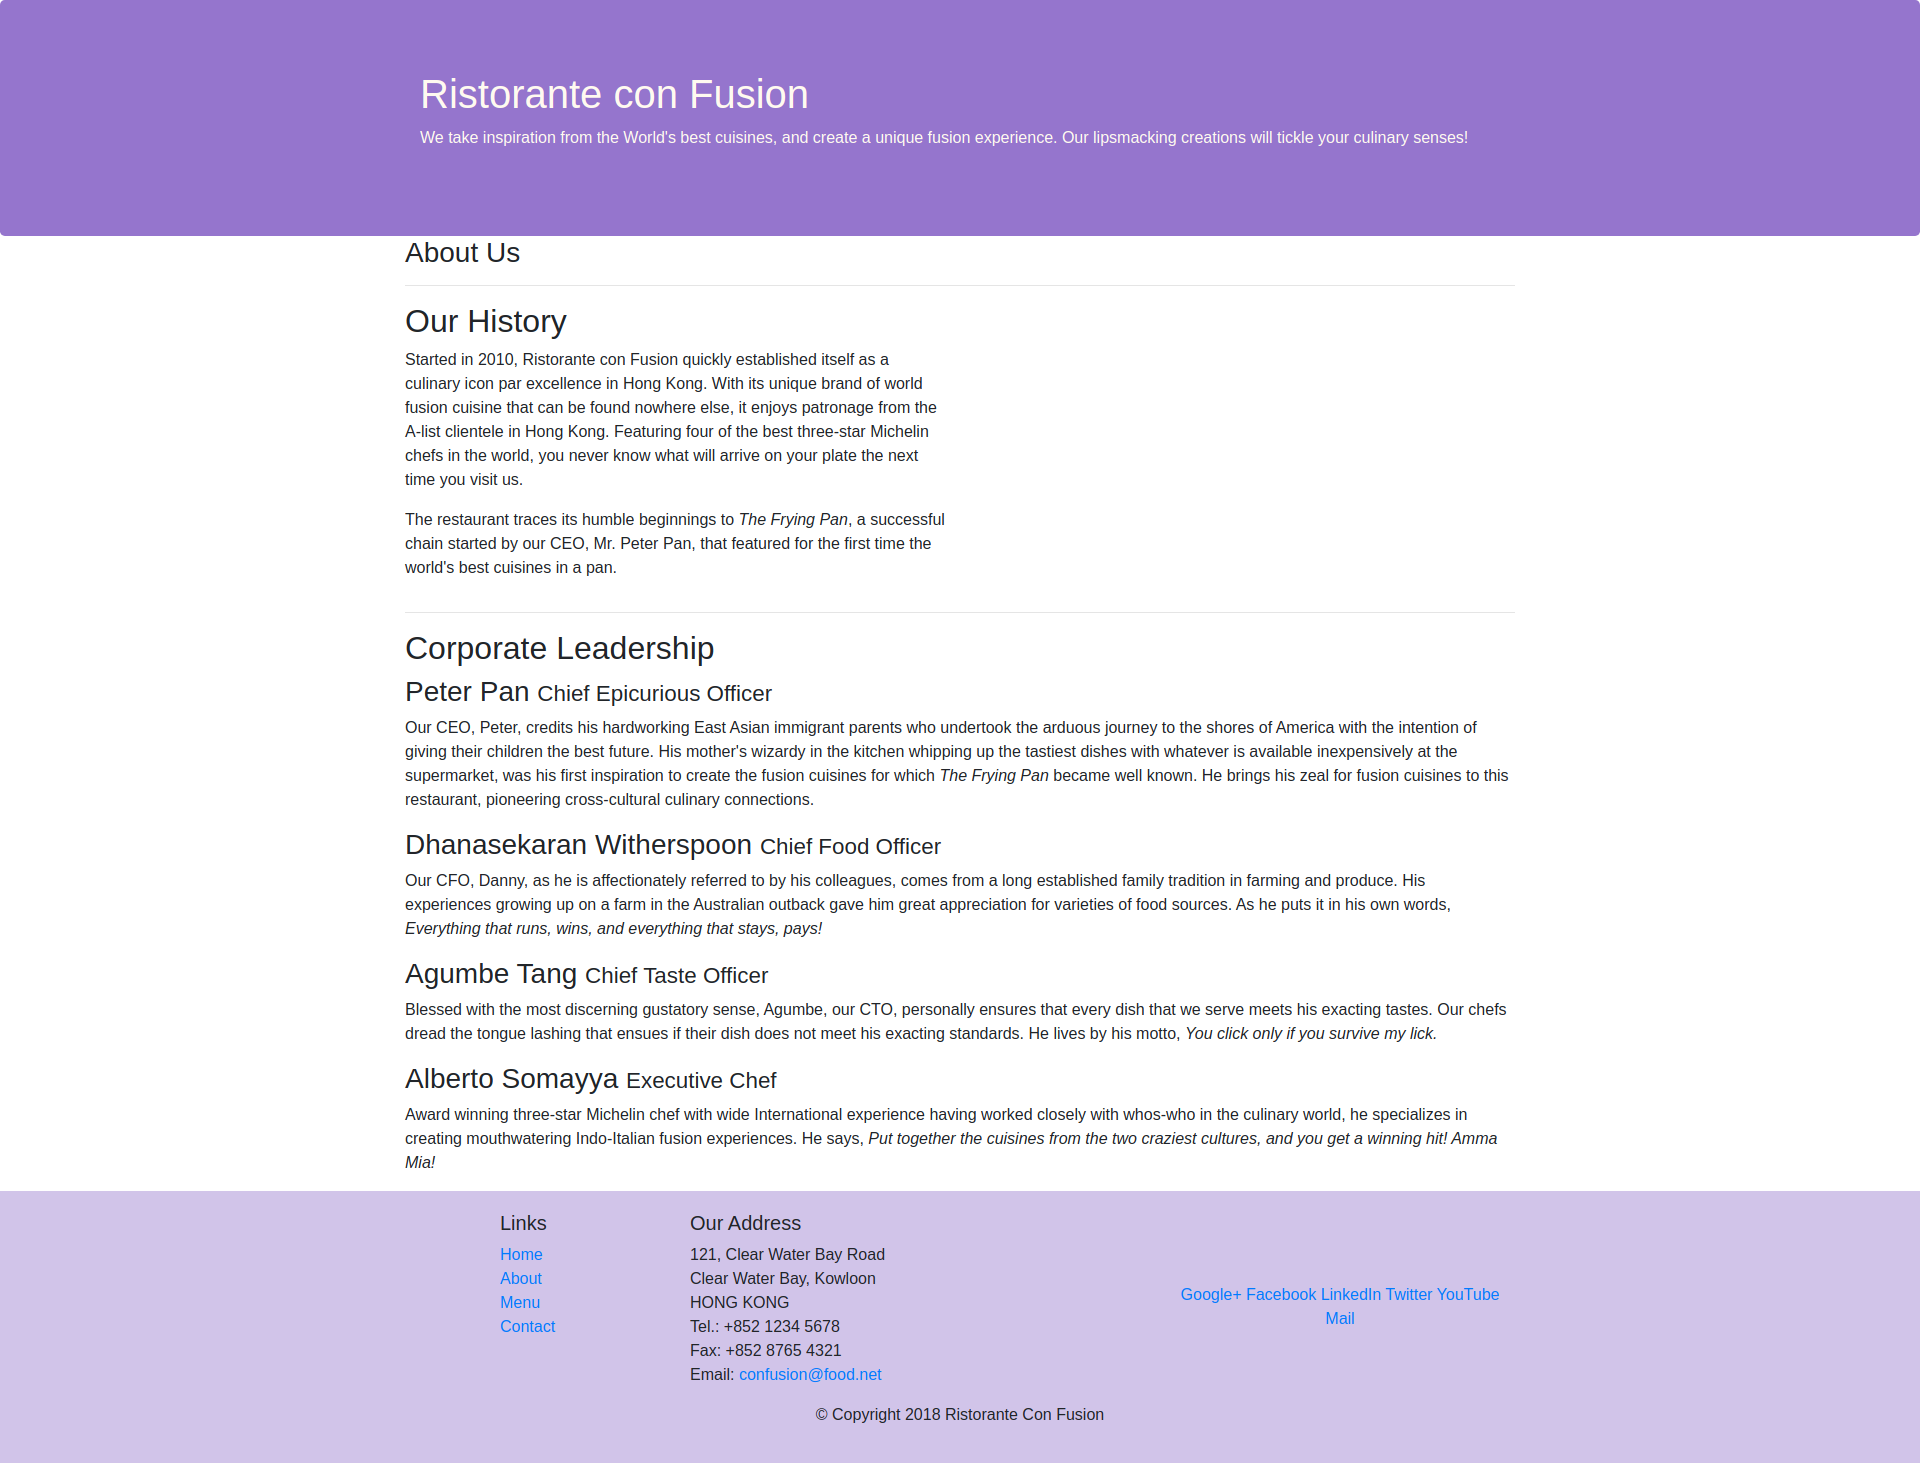 Ristorante con Fusion
We take inspiration from the World's best cuisines, and create a unique fusion experience. Our lipsmacking creations will tickle your culinary senses!
About Us
Our History
Started in 2010, Ristorante con Fusion quickly established itself as a
culinary icon par excellence in Hong Kong. With its unique brand of world
fusion cuisine that can be found nowhere else, it enjoys patronage from the
A-list clientele in Hong Kong. Featuring four of the best three-star Michelin
chefs in the world, you never know what will arrive on your plate the next
time you visit us.
The restaurant traces its humble beginnings to The Frying Pan, a successful
chain started by our CEO, Mr. Peter Pan, that featured for the first time the
world's best cuisines in a pan.
Corporate Leadership
Peter Pan Chief Epicurious Officer
Our CEO, Peter, credits his hardworking East Asian immigrant parents who undertook the arduous journey to the shores of America with the intention of
giving their children the best future. His mother's wizardy in the kitchen whipping up the tastiest dishes with whatever is available inexpensively at the
supermarket, was his first inspiration to create the fusion cuisines for which The Frying Pan became well known. He brings his zeal for fusion cuisines to this
restaurant, pioneering cross-cultural culinary connections.
Dhanasekaran Witherspoon Chief Food Officer
Our CFO, Danny, as he is affectionately referred to by his colleagues, comes from a long established family tradition in farming and produce. His
experiences growing up on a farm in the Australian outback gave him great appreciation for varieties of food sources. As he puts it in his own words,
Everything that runs, wins, and everything that stays, pays!
Agumbe Tang Chief Taste Officer
Blessed with the most discerning gustatory sense, Agumbe, our CTO, personally ensures that every dish that we serve meets his exacting tastes. Our chefs
dread the tongue lashing that ensues if their dish does not meet his exacting standards. He lives by his motto, You click only if you survive my lick.
Alberto Somayya Executive Chef
Award winning three-star Michelin chef with wide International experience having worked closely with whos-who in the culinary world, he specializes in
creating mouthwatering Indo-Italian fusion experiences. He says, Put together the cuisines from the two craziest cultures, and you get a winning hit! Amma
Mia!
Links
Home
About
Menu
Contact
Our Address
121, Clear Water Bay Road
Clear Water Bay, Kowloon
HONG KONG
Tel.: +852 1234 5678
Fax: +852 8765 4321
Email: confusion@food.net
Google+ Facebook LinkedIn Twitter YouTube
Mail
© Copyright 2018 Ristorante Con Fusion